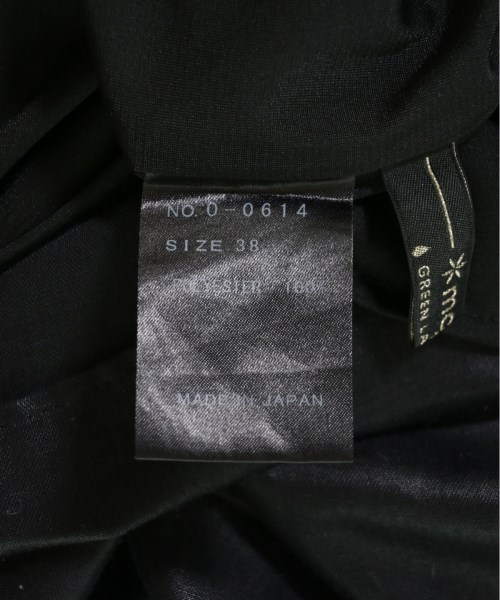 NO. 0-0614
SIZE 38
POLYESTER 100
MADE IN JAPAN
GREEN